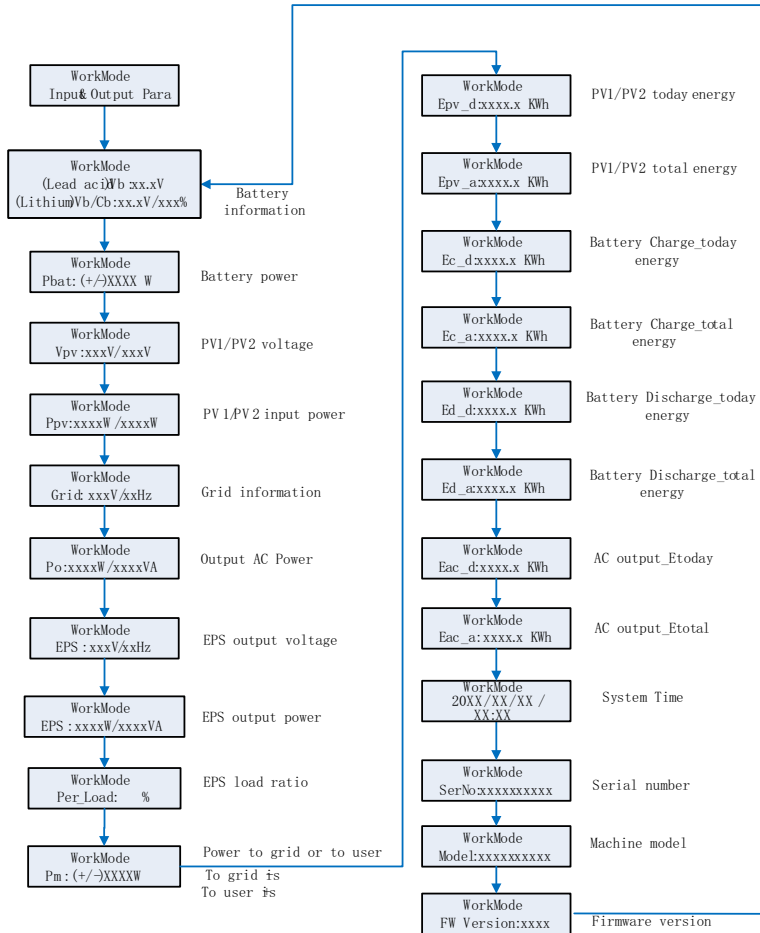 WorkMode
Input& Output Para
WorkMode
(Lead acid)Vb:xx.xV
(Lithium)Vb/Cb:xx.xV/xxx%
Battery
information
WorkMode
Pbat:(+/-)XXXX W
Battery power
WorkMode
Vpv:xxxV/xxxV
PV1/PV2 voltage
WorkMode
Ppv:xxxxW/xxxxW
PV1/PV2 input power
WorkMode
Grid: xxxV/xxHz
Grid information
WorkMode
Po:xxxxW/xxxxVA
Output AC Power
WorkMode
EPS:xxxV/xxHz
EPS output voltage
WorkMode
EPS:xxxxW/xxxxVA
EPS output power
WorkMode
Per_Load: %
EPS load ratio
WorkMode
Pm:(+/-)XXXXW
Power to grid or to user
To grid is
To user is
WorkMode
Epv_d:xxxx.x KWh
PV1/PV2 today energy
WorkMode
Epv_a:xxxx.x KWh
PV1/PV2 total energy
WorkMode
Ec_d:xxxx.x KWh
Battery Charge_today
energy
WorkMode
Ec_a:xxxx.x KWh
Battery Charge_total
energy
WorkMode
Ed_d:xxxx.x KWh
Battery Discharge_today
energy
WorkMode
Ed_a:xxxx.x KWh
Battery Discharge_total
energy
WorkMode
Eac_d:xxxx.x KWh
AC output_Etoday
WorkMode
Eac_a:xxxx.x KWh
AC output_Etotal
WorkMode
20XX/XX/XX /
XX:XX
System Time
WorkMode
SerNo:xxxxxxxxxx
Serial number
WorkMode
Model:xxxxxxxxxx
Machine model
WorkMode
FW Version:xxxx
Firmware version